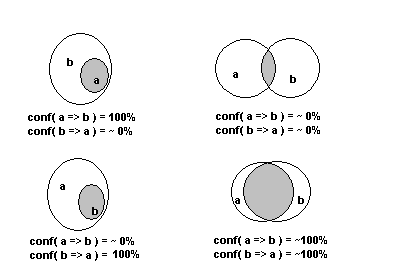 b
a
conf( a => b ) = 100%
conf( b => a ) = ~ 0%
a
b
conf( a => b ) = ~ 0%
conf( b => a ) = ~ 0%
a
b
conf( a => b ) = ~ 0%
conf( b => a ) = 100%
a
b
conf( a => b ) = ~100%
conf( b => a ) = ~100%